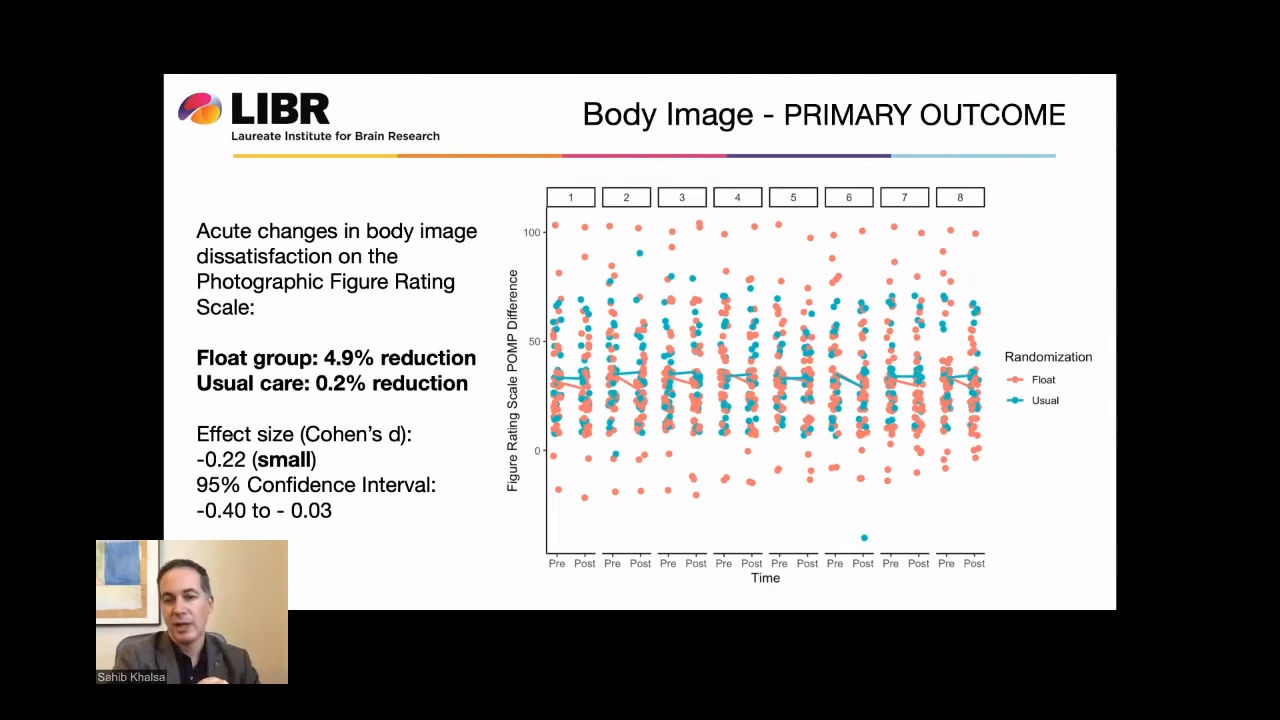 LIBR
Laureate Institute for Brain Research
Body Image - PRIMARY OUTCOME
Acute changes in body image
dissatisfaction on the
Photographic Figure Rating
Scale:
Float group: 4.9% reduction
Usual care: 0.2% reduction
Effect size (Cohen's d):
-0.22 (small)
95% Confidence Interval:
-0.40 to - 0.03
1 2 3 4 5 6 7 8
Figure Rating Scale POMP Difference
100
50
0
Pre Post Pre Post Pre Post Pre Post Pre Post Pre Post Pre Post Pre Post
Time
Randomization
Float
Usual
Sahib Khalsa